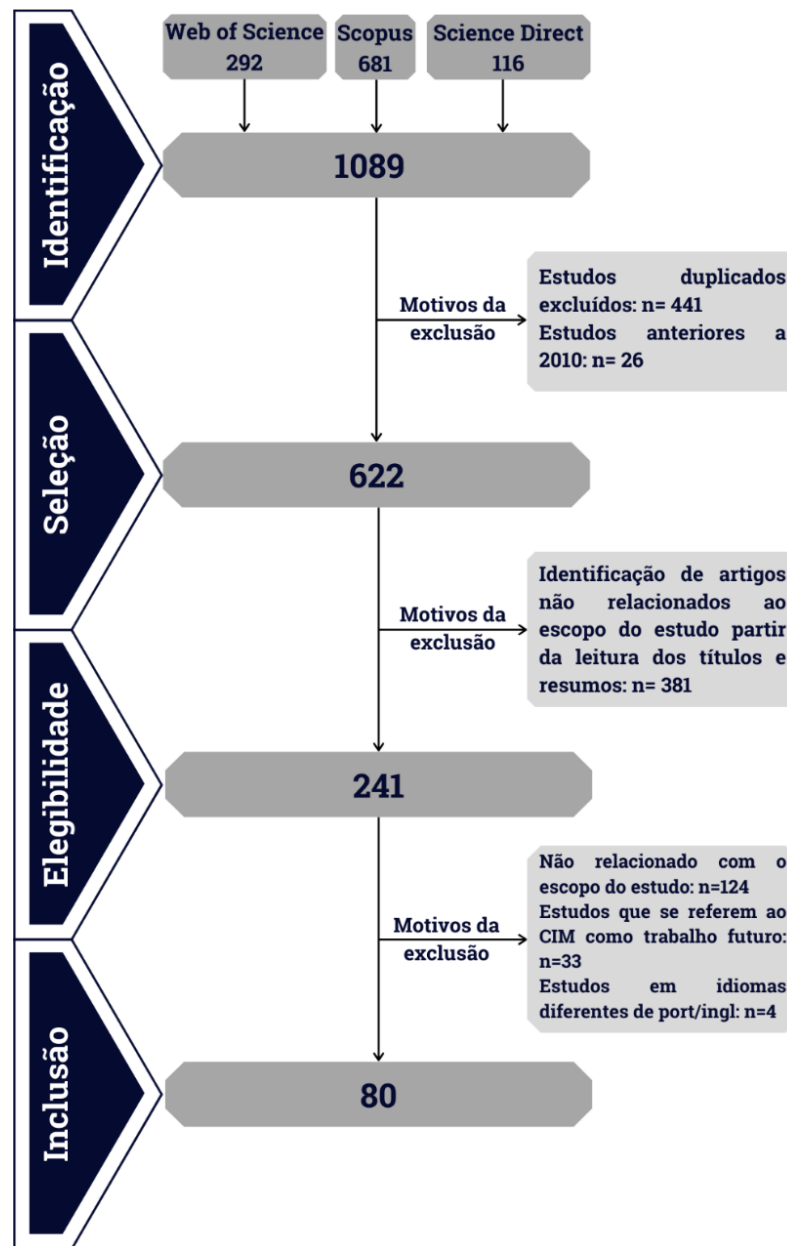 Identificação
Web of Science
292
Scopus
681
Science Direct
116
1089
Motivos da
exclusão
Estudos duplicados
excluídos: n= 441
Estudos anteriores a
2010: n= 26
Seleção
622
Motivos da
exclusão
Identificação de artigos
não relacionados ao
escopo do estudo partir
da leitura dos títulos e
resumos: n= 381
Elegibilidade
241
Motivos da
exclusão
Não relacionado com o
escopo do estudo: n=124
Estudos que se referem ao
CIM como trabalho futuro:
n=33
Estudos em idiomas
diferentes de port/ingl: n=4
Inclusão
80